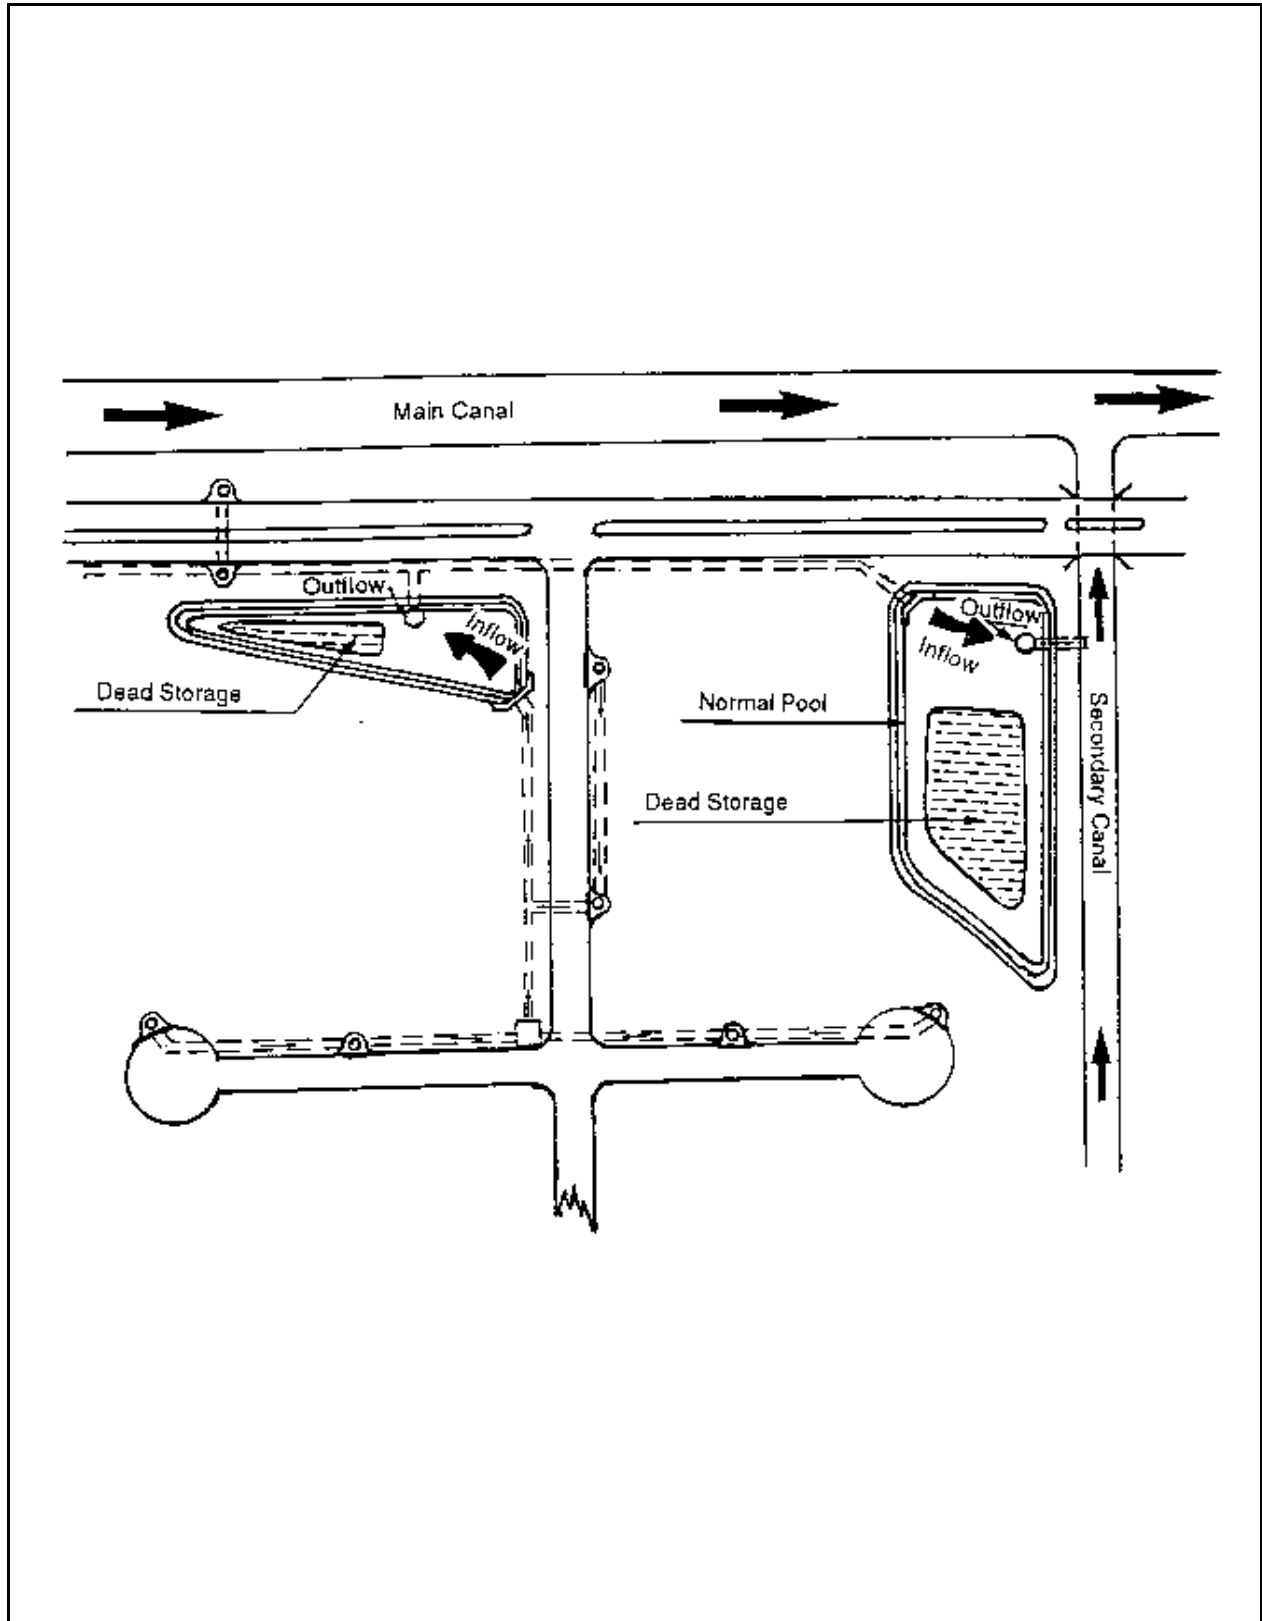 Main Canal
Outflow
Inflow
Dead Storage
Outflow
Inflow
Normal Pool
Dead Storage
Secondary Canal